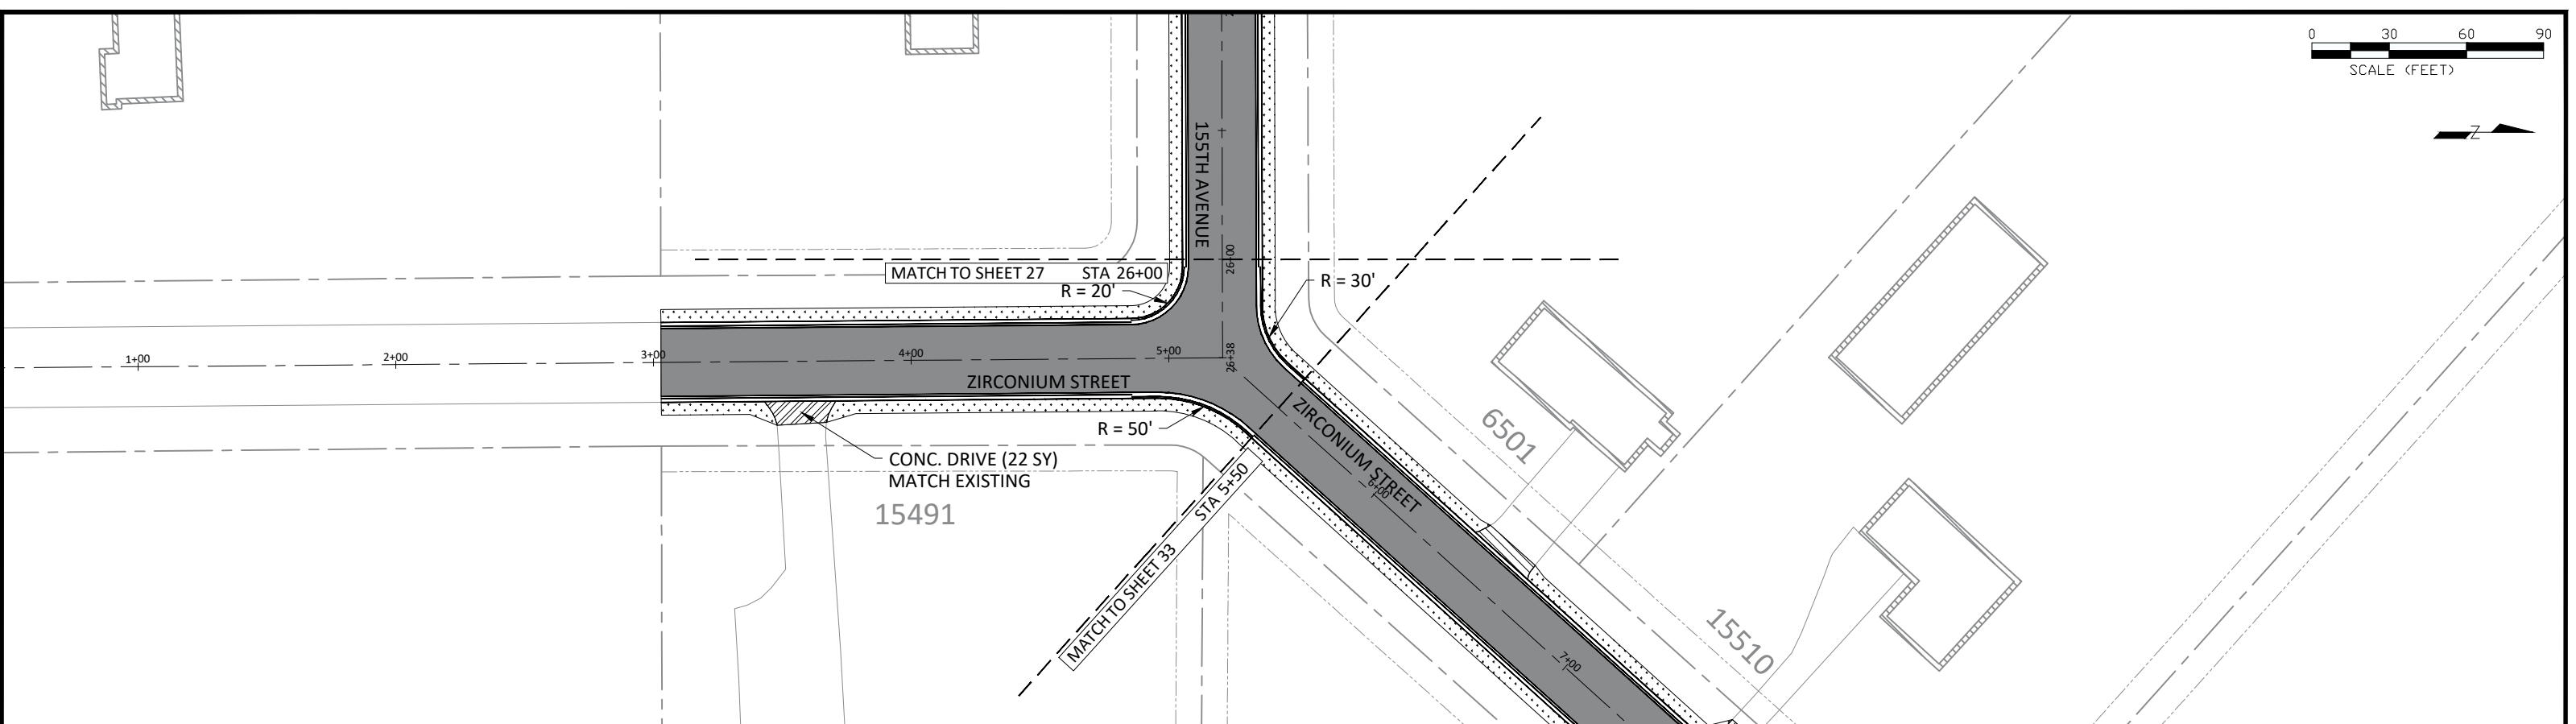 0 30 60 90
SCALE (FEET)
Z
155TH AVENUE
26+00
MATCH TO SHEET 27 STA 26+00
R = 20'
R = 30'
1+00
2+00
3+00
4+00
5+00
26+38
ZIRCONIUM STREET
R = 50'
CONC. DRIVE (22 SY)
MATCH EXISTING
15491
MATCH TO SHEET 33 STA 5+50
ZIRCONIUM STREET
6+00
6501
7+00
15510